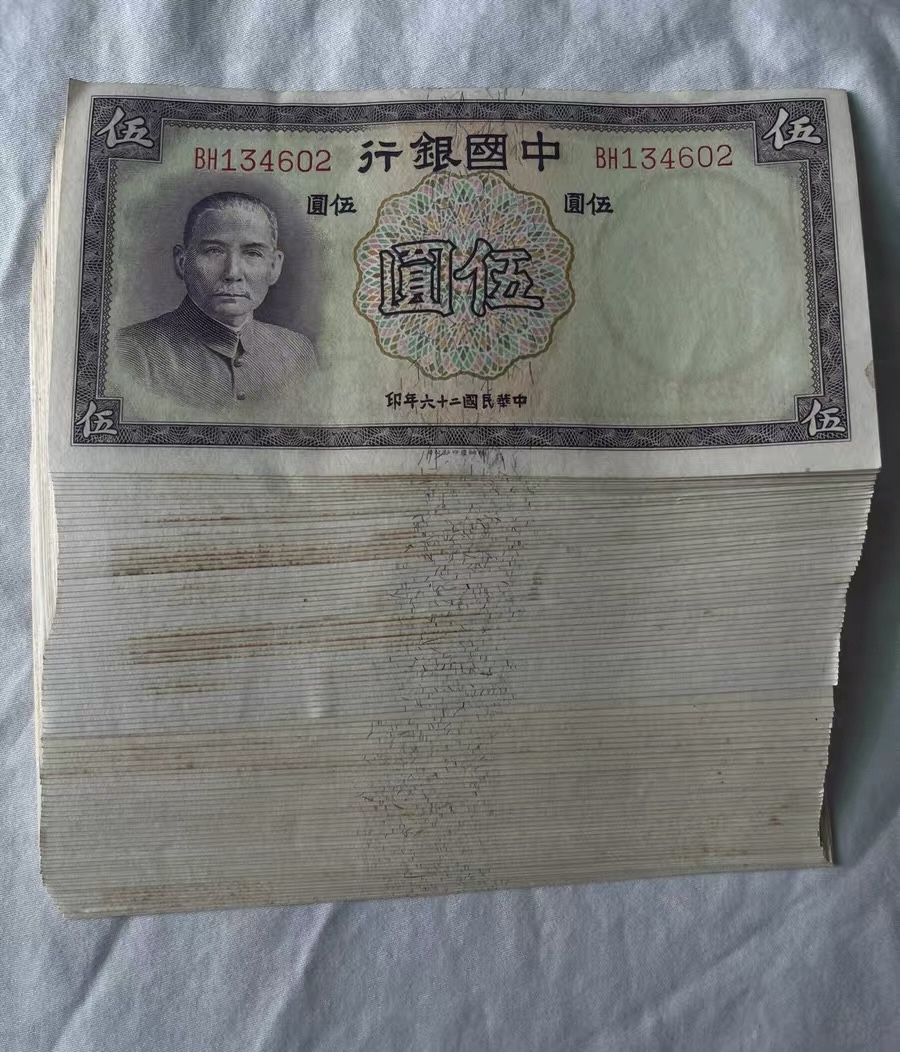 伍 伍
BH134602 中國銀行 BH134602
伍圓 伍圓
伍圓
中華民國二十六年印
伍 伍